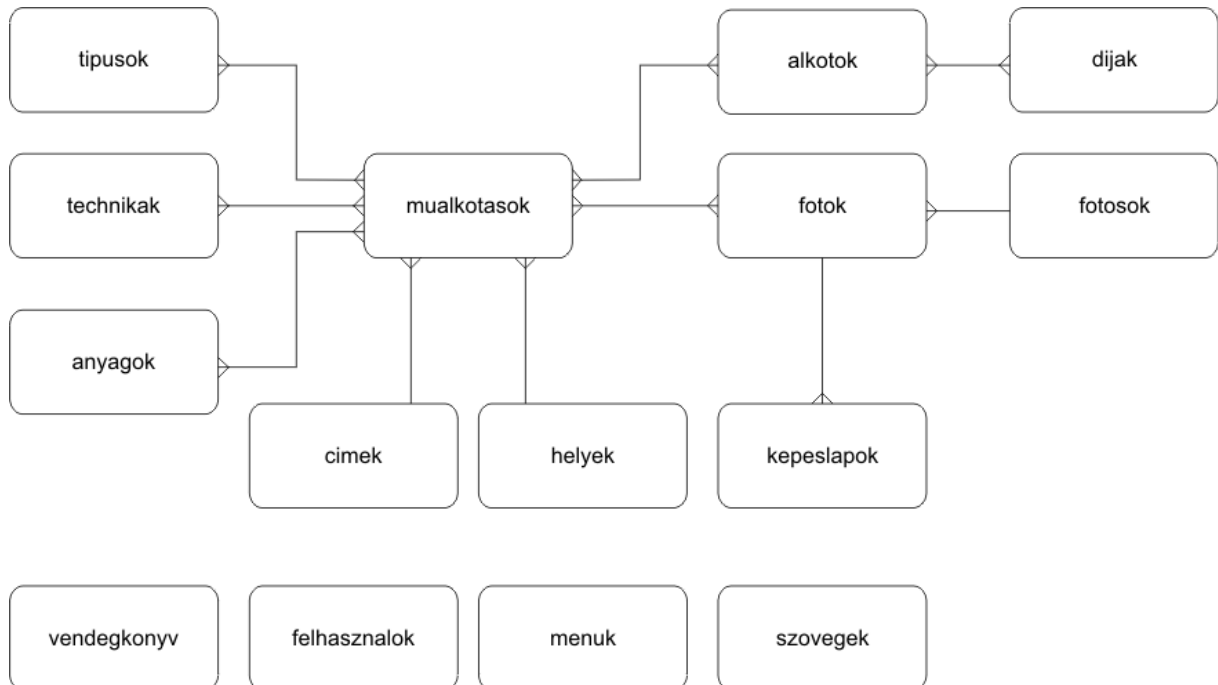 tipusok
alkotok
dijak
technikak
mualkotasok
fotok
fotosok
anyagok
cimek
helyek
kepeslapok
vendegkonyv
felhasznalok
menuk
szovegek